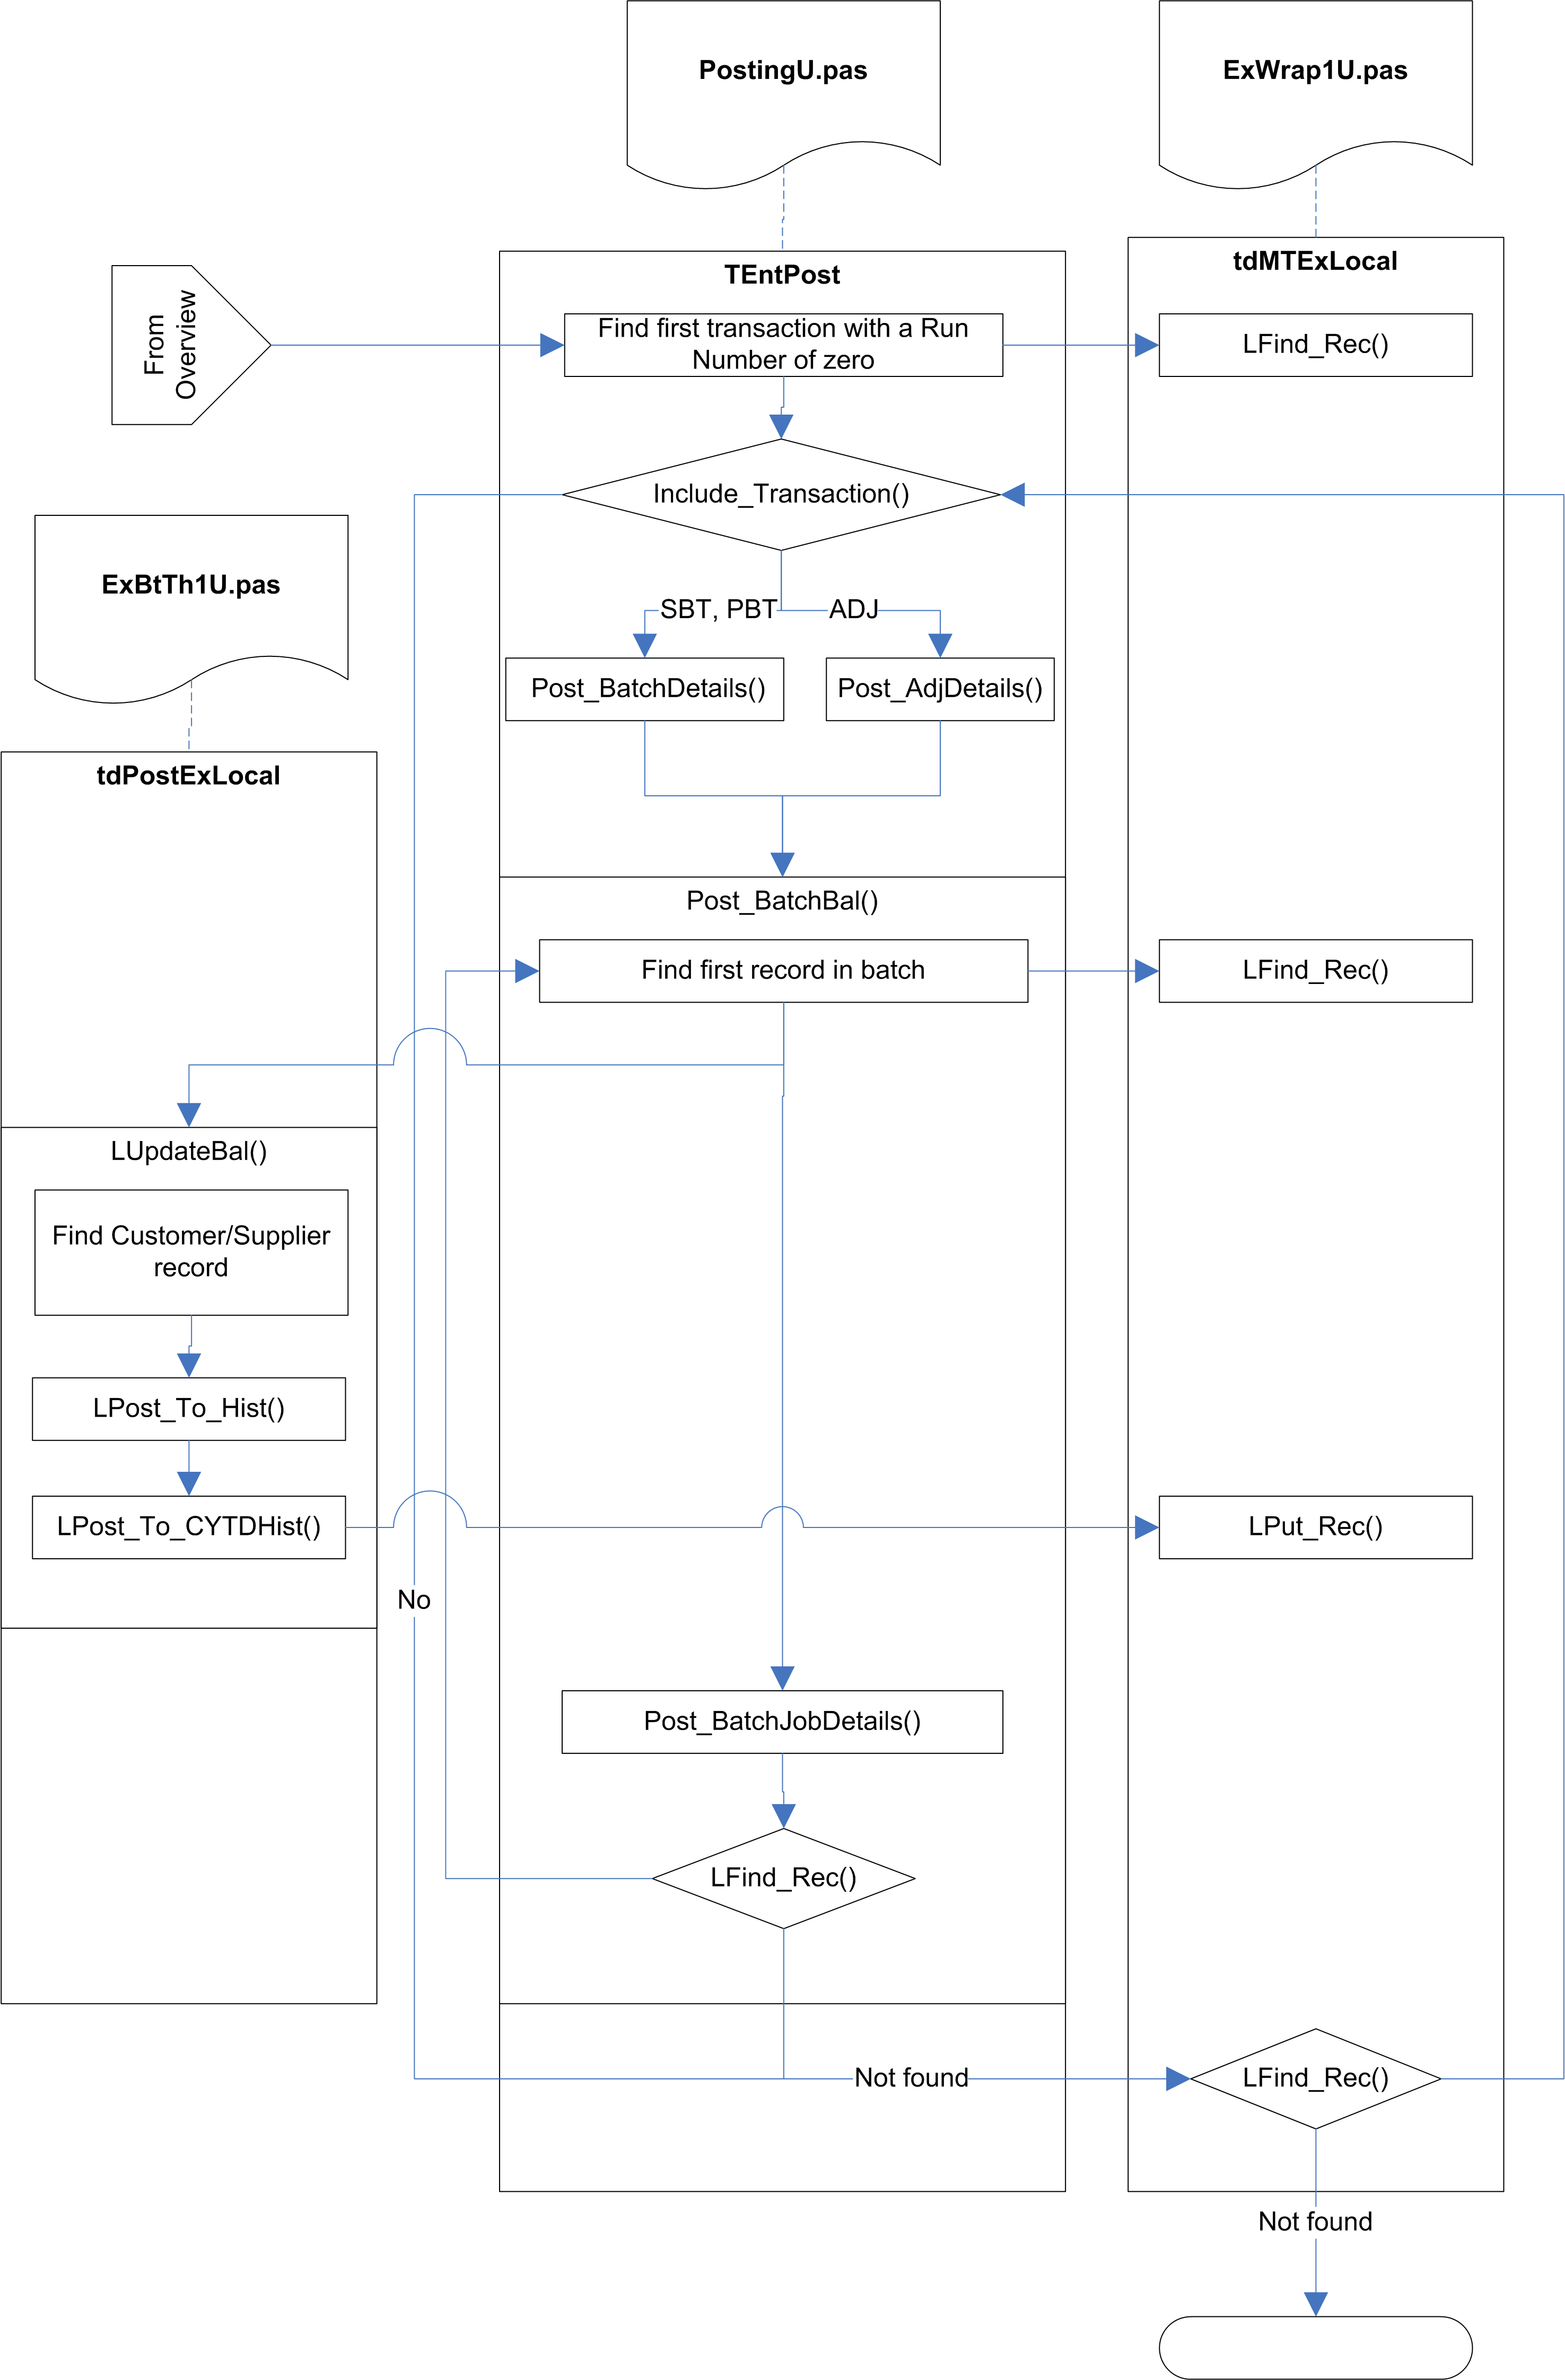 PostingU.pas
ExWrap1U.pas
TEntPost
tdMTExLocal
From
Overview
Find first transaction with a Run
Number of zero
LFind_Rec()
Include_Transaction()
ExBtTh1U.pas
SBT, PBT
ADJ
Post_BatchDetails()
Post_AdjDetails()
tdPostExLocal
Post_BatchBal()
Find first record in batch
LFind_Rec()
LUpdateBal()
Find Customer/Supplier
record
LPost_To_Hist()
LPost_To_CYTDHist()
LPut_Rec()
No
Post_BatchJobDetails()
LFind_Rec()
Not found
LFind_Rec()
Not found